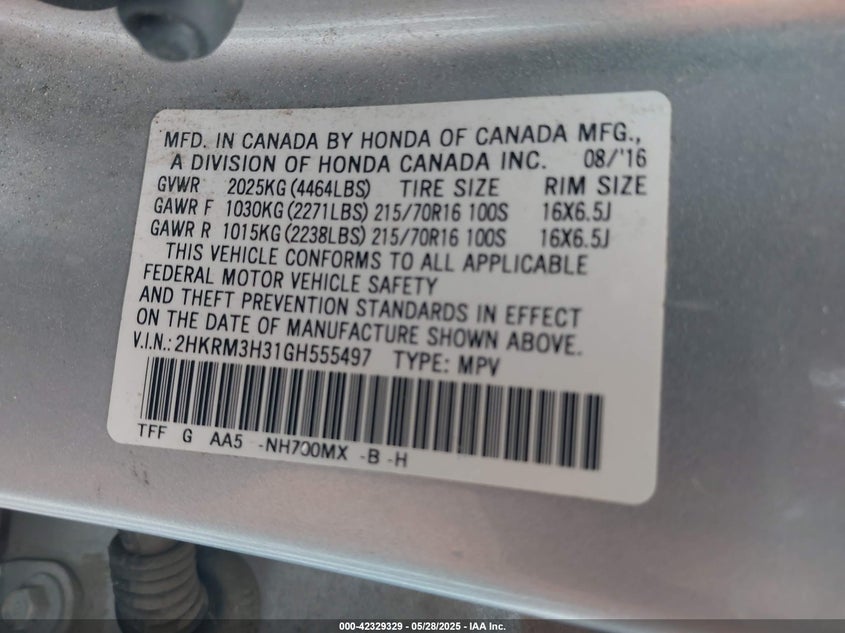 MFD. IN CANADA BY HONDA OF CANADA MFG.,
A DIVISION OF HONDA CANADA INC. 08/'16
GVWR 2025KG (4464LBS) TIRE SIZE RIM SIZE
GAWR F 1030KG (2271LBS) 215/70R16 100S 16X6.5J
GAWR R 1015KG (2238LBS) 215/70R16 100S 16X6.5J
THIS VEHICLE CONFORMS TO ALL APPLICABLE
FEDERAL MOTOR VEHICLE SAFETY
AND THEFT PREVENTION STANDARDS IN EFFECT
ON THE DATE OF MANUFACTURE SHOWN ABOVE.
V.I.N.: 2HKRM3H31GH555497 TYPE: MPV
TFF G AA5 -NH700MX -B -H
000-42329329 - 05/28/2025 - IAA Inc.